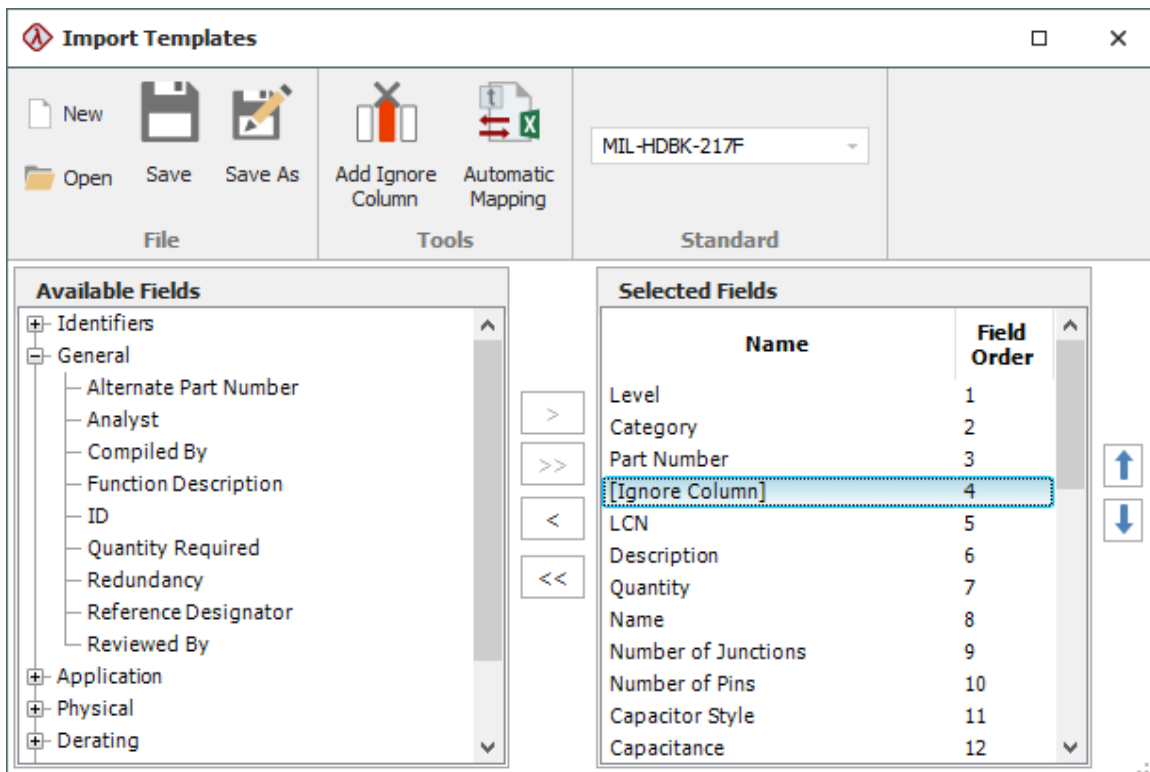 Import Templates
New
Open
Save
Save As
Add Ignore
Column
Automatic
Mapping
MIL-HDBK-217F
File
Tools
Standard
Available Fields
Identifiers
General
Alternate Part Number
Analyst
Compiled By
Function Description
ID
Quantity Required
Redundancy
Reference Designator
Reviewed By
Application
Physical
Derating
>
>>
<
<<
Selected Fields
Name Field
Order
Level 1
Category 2
Part Number 3
[Ignore Column] 4
LCN 5
Description 6
Quantity 7
Name 8
Number of Junctions 9
Number of Pins 10
Capacitor Style 11
Capacitance 12